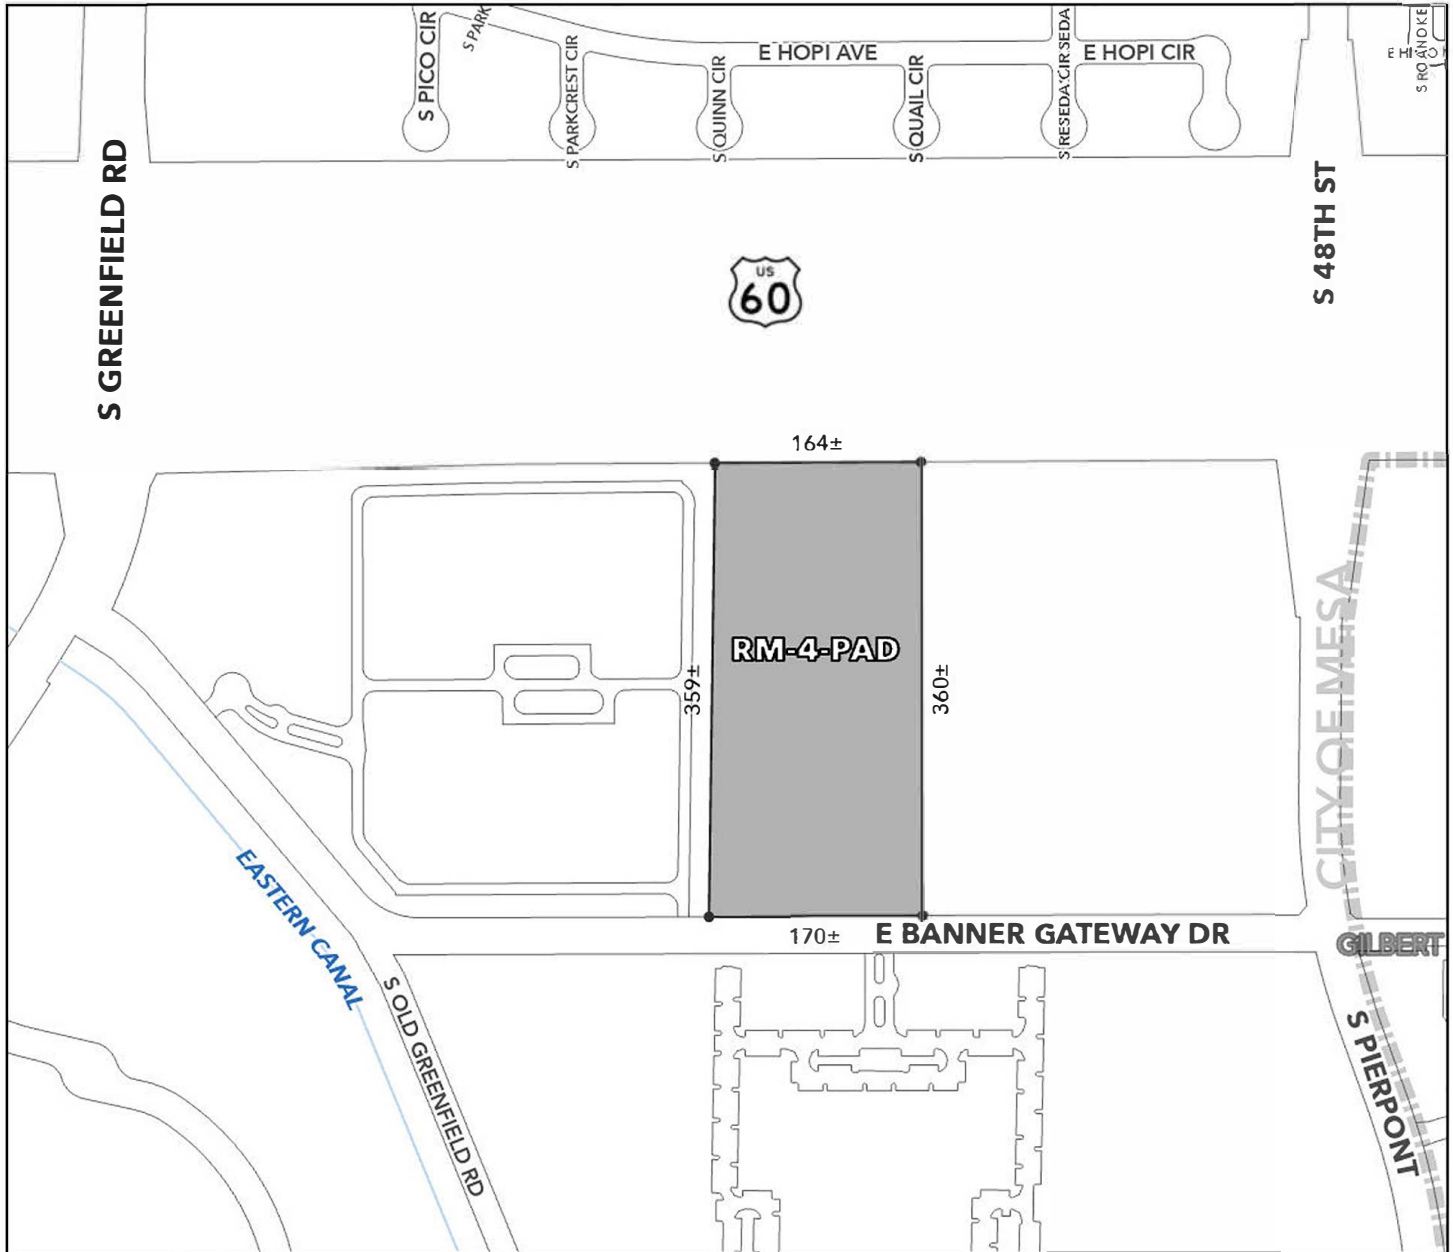 S PICO CIR
S PARK
S PARKCREST CIR
S QUINN CIR
E HOPI AVE
S QUAIL CIR
S RESEDA CIR
SEDA
E HOPI CIR
S ROANOKE
S GREENFIELD RD
S 48TH ST
US
60
164±
RM-4-PAD
359±
360±
CITY OF MESA
170±
E BANNER GATEWAY DR
GILBERT
EASTERN CANAL
S OLD GREENFIELD RD
S PIERPONT